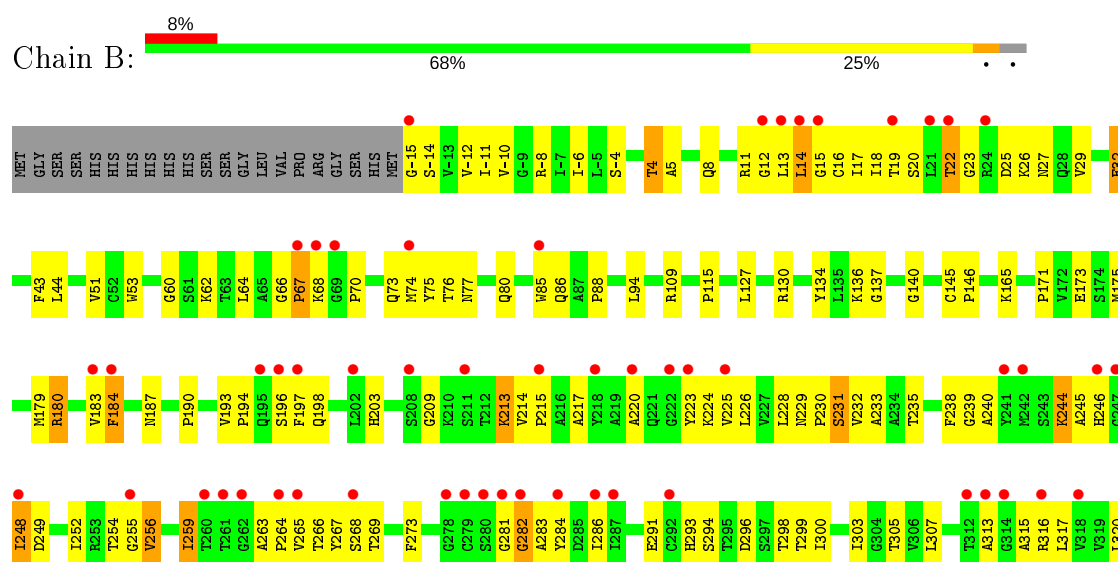 8%
Chain B:
68% 25% • •
MET GLY SER SER HIS HIS HIS HIS HIS HIS SER SER GLY LEU VAL PRO ARG GLY SER HIS MET G-15 S-14 V-13 V-12 I-11 V-10 G-9 R-8 I-7 I-6 L-5 S-4 T4 A5 Q8 R11 G12 L13 L14 G15 C16 I17 I18 T19 S20 L21 T22 G23 R24 D25 K26 N27 Q28 V29
F43 L44 V51 C52 W53 G60 S61 K62 T63 L64 A65 G66 P67 K68 G69 P70 Q73 M74 Y75 T76 N77 Q80 W85 Q86 A87 P88 L94 R109 P115 L127 R130 Y134 L135 K136 G137 G140 C145 P146 K165 P171 V172 E173 S174 M175
M179 R180 V183 F184 N187 P190 V193 P194 Q195 S196 F197 Q198 L202 H203 S208 G209 K210 S211 T212 K213 V214 P215 A216 A217 Y218 A219 A220 Q221 G222 Y223 K224 V225 L226 V227 L228 N229 P230 S231 V232 A233 A234 T235 F238 G239 A240 Y241 M242 S243 K244 A245 H246 G247
I248 D249 I252 R253 T254 G255 V256 I259 T260 T261 G262 A263 P264 V265 T266 Y267 S268 T269 F273 G278 C279 S280 G281 G282 A283 Y284 D285 I286 I287 E291 C292 H293 S294 T295 D296 S297 T298 T299 I300 I303 G304 T305 V306 L307 T312 A313 G314 A315 R316 L317 V318 V319 L320